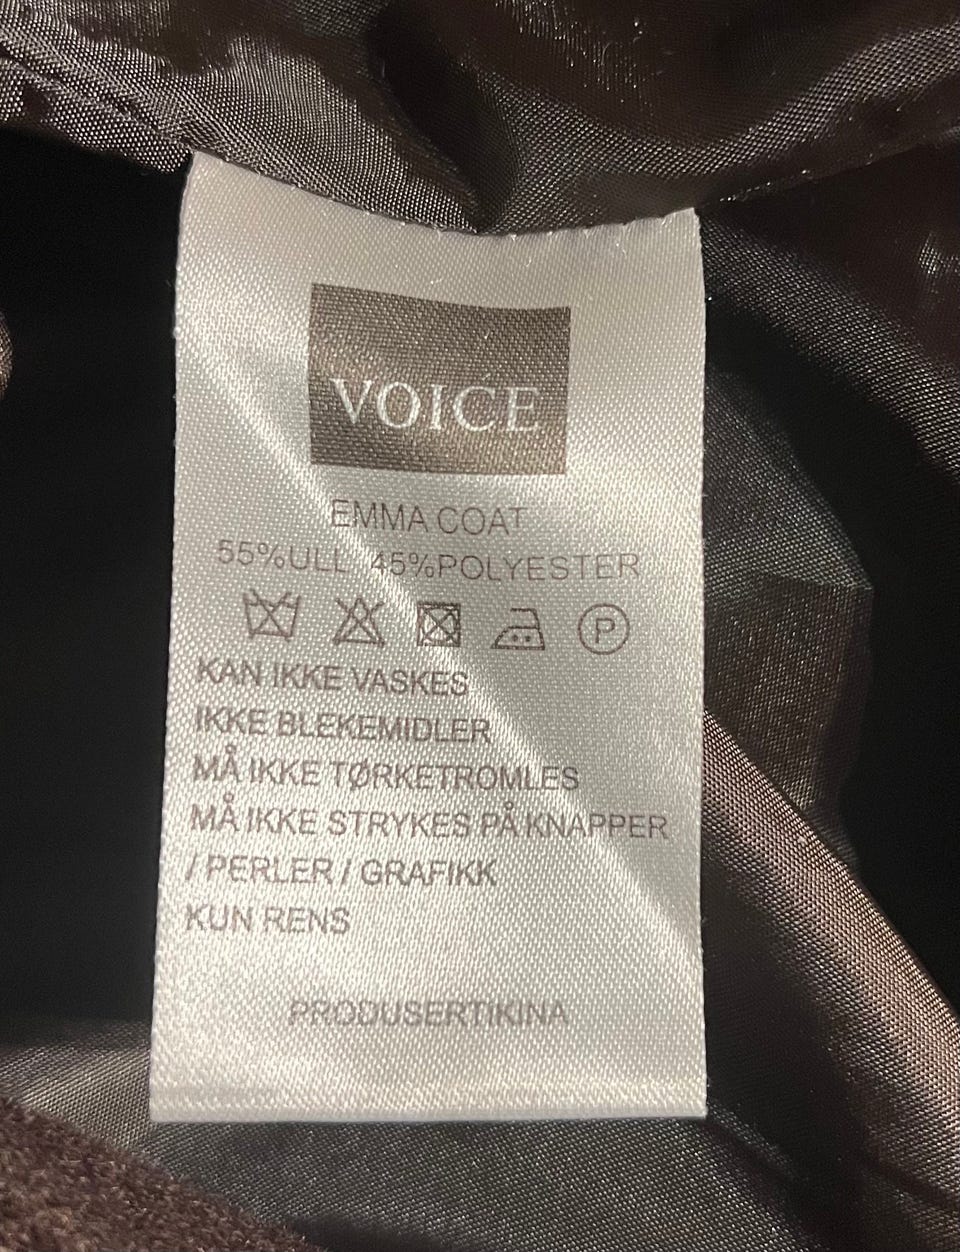 VOICE
EMMA COAT
55%ULL 45%POLYESTER
P
KAN IKKE VASKES
IKKE BLEKEMIDLER
MÅ IKKE TØRKETROMLES
MÅ IKKE STRYKES PÅ KNAPPER
/ PERLER / GRAFIKK
KUN RENS
PRODUSERTIKINA